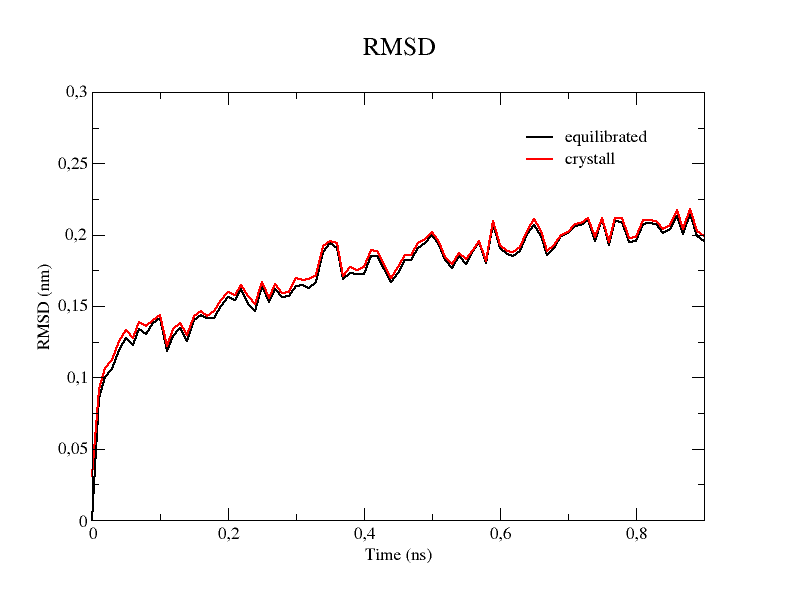 RMSD
0,3
0,25
0,2
0,15
0,1
0,05
0
RMSD (nm)
equilibrated
crystall
0 0,2 0,4 0,6 0,8
Time (ns)